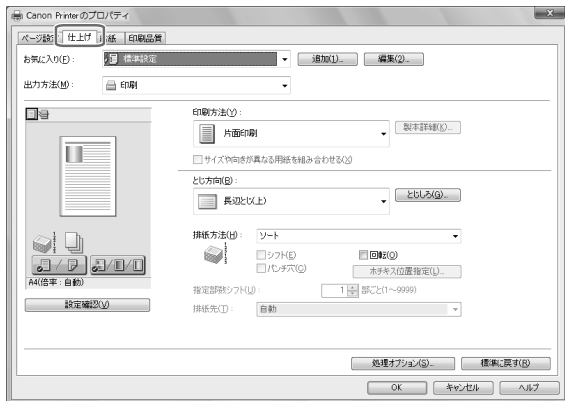 Canon Printerのプロパティ
ページ設定 仕上げ 給紙 印刷品質
お気に入り(F): 標準設定 追加(1)... 編集(2)...
出力方法(M): 印刷
印刷方法(Y):
片面印刷 製本詳細(K)...
サイズや向きが異なる用紙を組み合わせる(X)
とじ方向(B):
長辺とじ(上) とじしろ(G)...
排紙方法(H): ソート
シフト(E) 回転(O)
パンチ穴(C) ホチキス位置指定(L)...
A4(倍率:自動)
指定部数シフト(U): 1 部ごと(1~9999)
設定確認(V)
排紙先(T): 自動
処理オプション(S)... 標準に戻す(R)
OK キャンセル ヘルプ